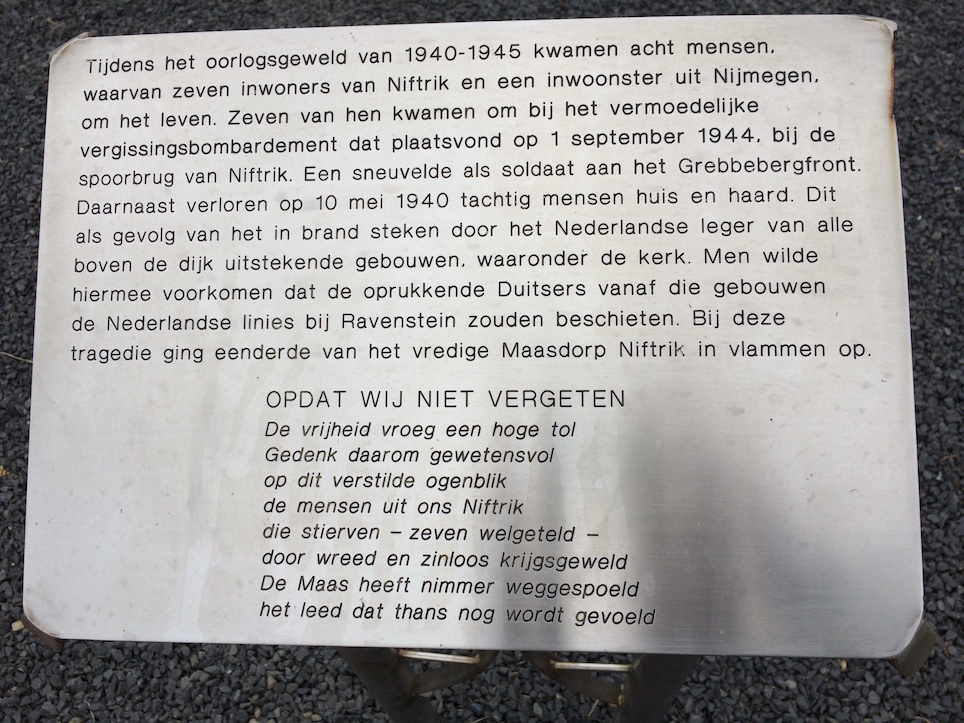 Tijdens het oorlogsgeweld van 1940-1945 kwamen acht mensen,
waarvan zeven inwoners van Niftrik en een inwoonster uit Nijmegen,
om het leven. Zeven van hen kwamen om bij het vermoedelijke
vergissingsbombardement dat plaatsvond op 1 september 1944, bij de
spoorbrug van Niftrik. Een sneuvelde als soldaat aan het Grebbebergfront.
Daarnaast verloren op 10 mei 1940 tachtig mensen huis en haard. Dit
als gevolg van het in brand steken door het Nederlandse leger van alle
boven de dijk uitstekende gebouwen, waaronder de kerk. Men wilde
hiermee voorkomen dat de oprukkende Duitsers vanaf die gebouwen
de Nederlandse linies bij Ravenstein zouden beschieten. Bij deze
tragedie ging eenderde van het vredige Maasdorp Niftrik in vlammen op.
OPDAT WIJ NIET VERGETEN
De vrijheid vroeg een hoge tol
Gedenk daarom gewetensvol
op dit verstilde ogenblik
de mensen uit ons Niftrik
die stierven – zeven welgeteld –
door wreed en zinloos krijgsgeweld
De Maas heeft nimmer weggespoeld
het leed dat thans nog wordt gevoeld